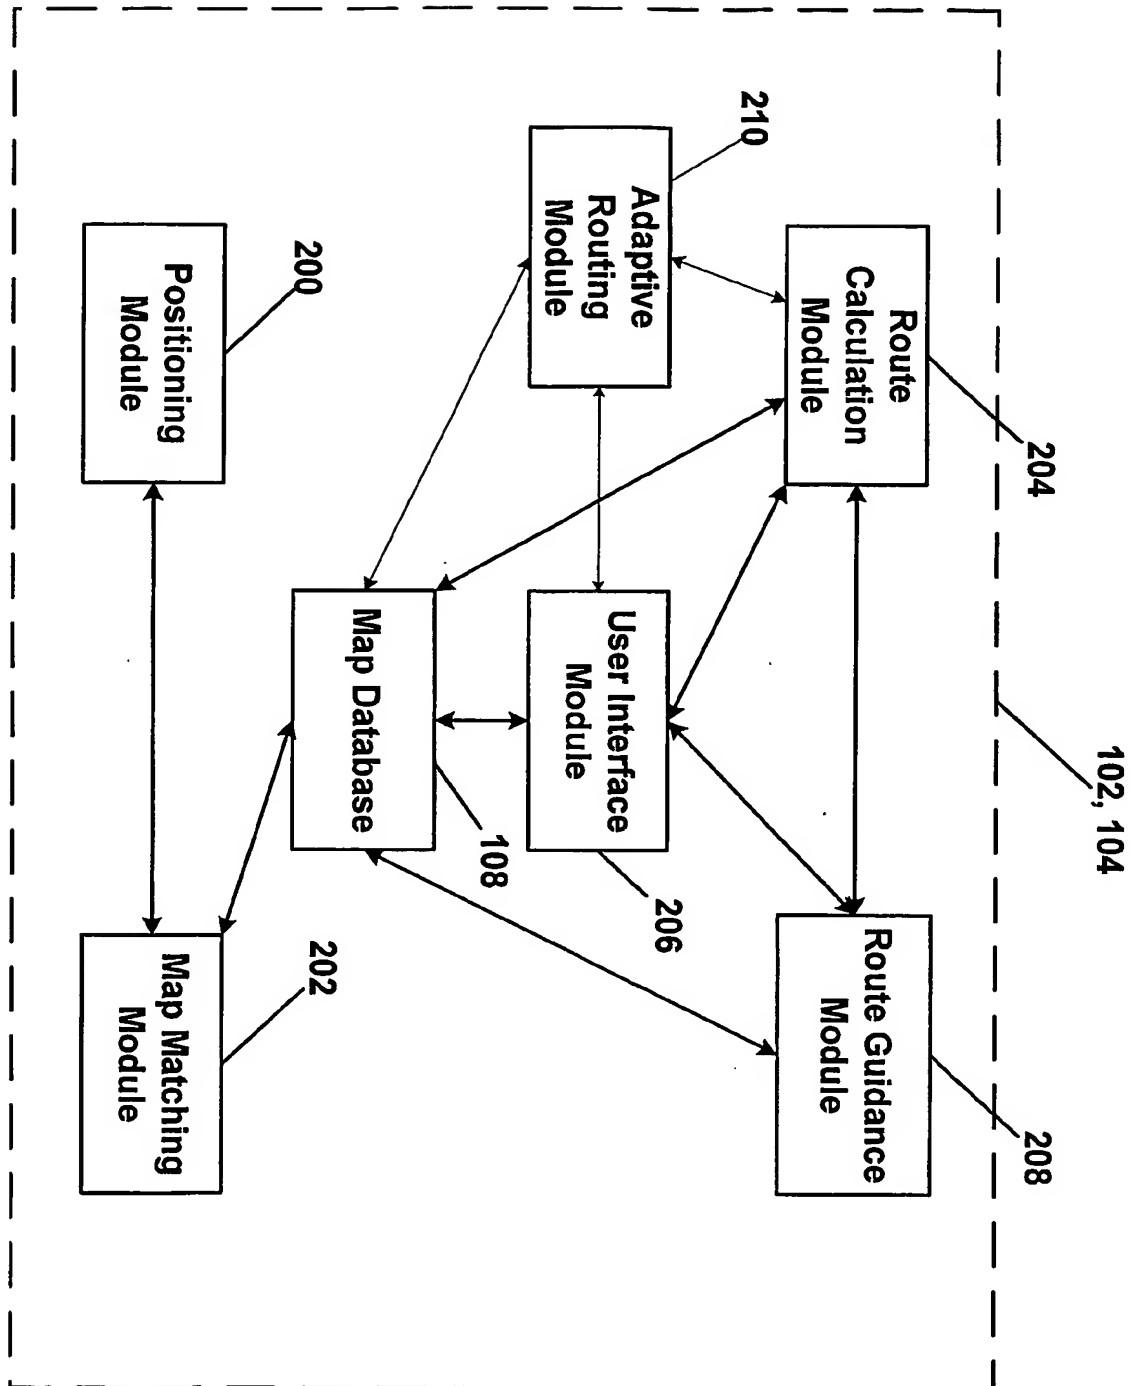 102, 104
204
208
Route
Calculation
Module
Route Guidance
Module
210
206
Adaptive
Routing
Module
User Interface
Module
108
Map Database
200
202
Positioning
Module
Map Matching
Module